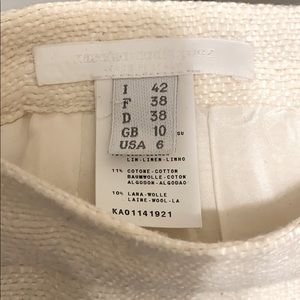 I 42
F 38
D 38
GB 10
USA 6
LIN-LINEN-LINHO
11% COTONE-COTTON
BAUMWOLLE-COTON
ALGODON-ALGODAO
10% LANA-WOLLE
LAINE-WOOL-LA
KA01141921